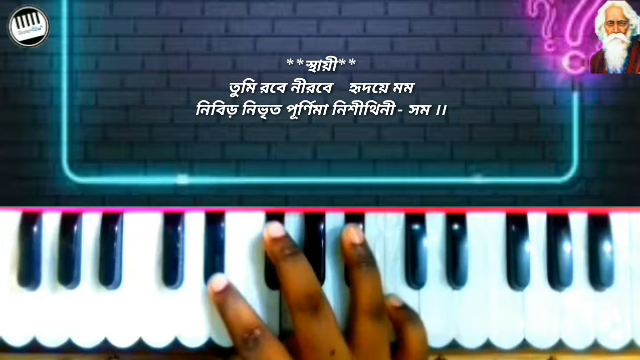 **স্থায়ী**
তুমি রবে নীরবে হৃদয়ে মম
নিবিড় নিভৃত পূর্ণিমা নিশীথিনী - সম ।।